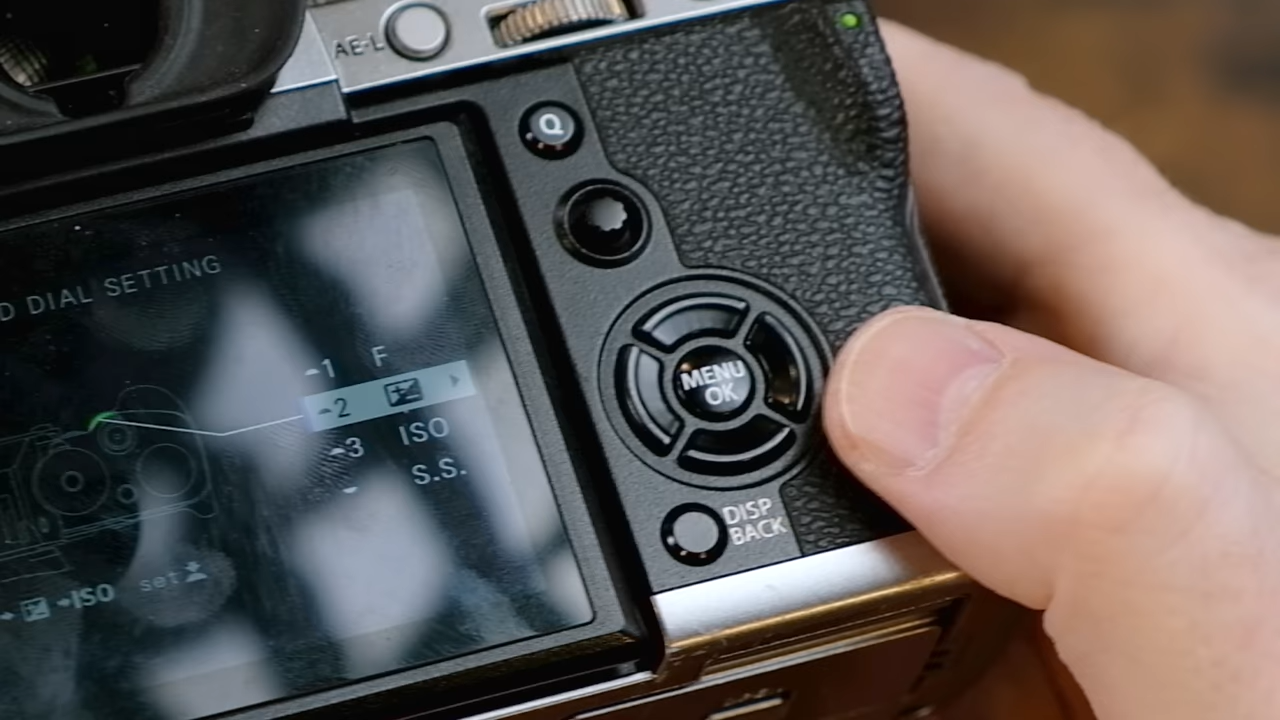 AE-L
Q
D DIAL SETTING
1 F
2
3 ISO
S.S.
MENU
OK
ISO set
DISP
BACK